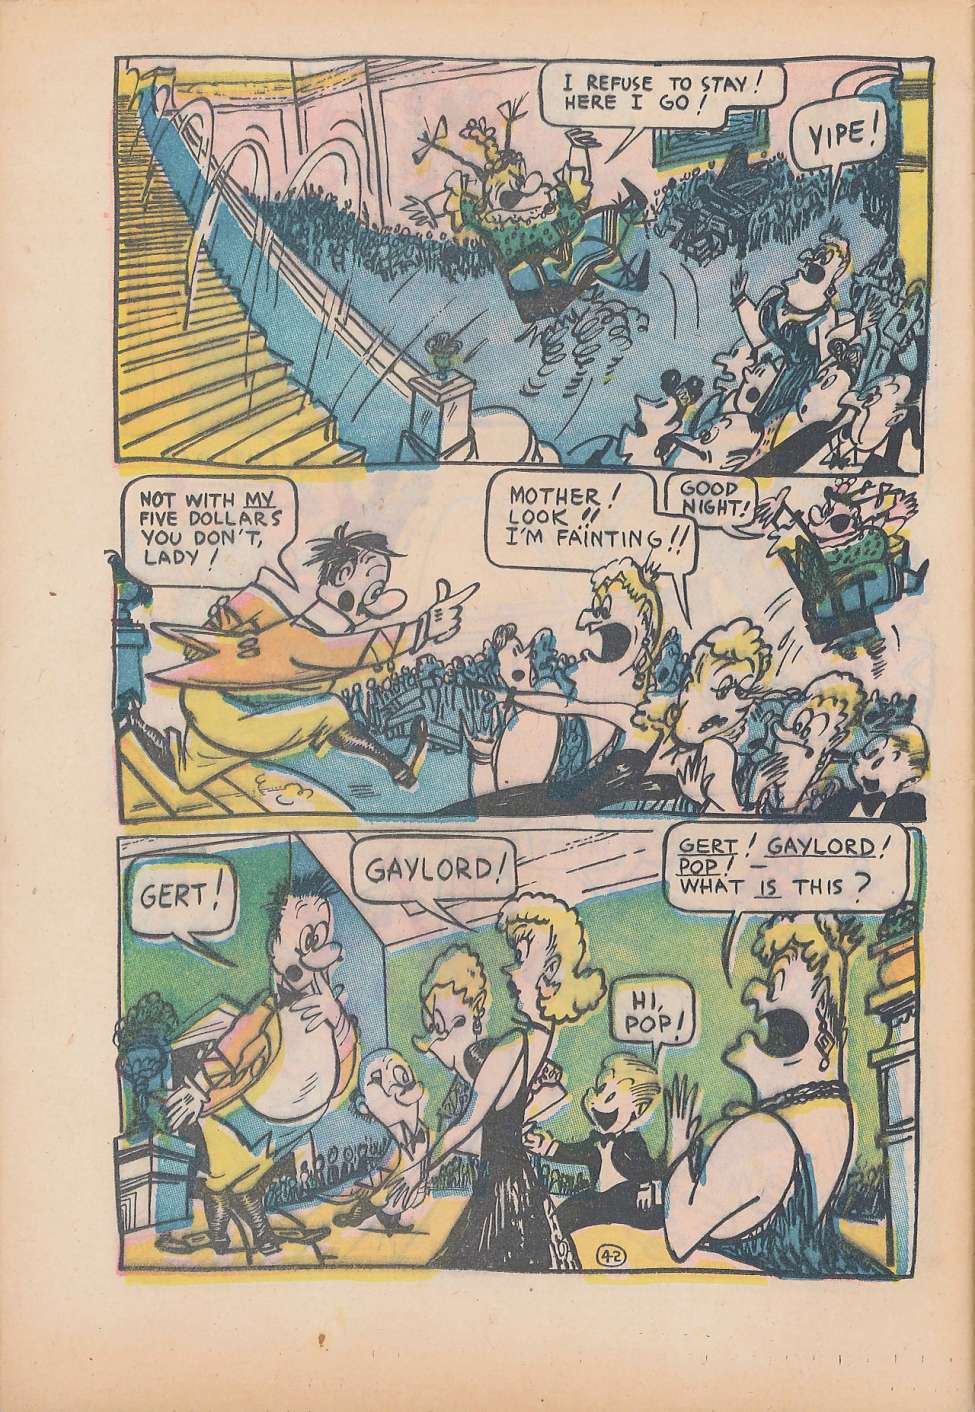 I REFUSE TO STAY!
HERE I GO!
YIPE!
NOT WITH MY
FIVE DOLLARS
YOU DON'T,
LADY!
MOTHER!
LOOK!!
I'M FAINTING!!
GOOD
NIGHT!
GERT!
GAYLORD!
GERT! GAYLORD!
POP! –
WHAT IS THIS?
HI,
POP!
42